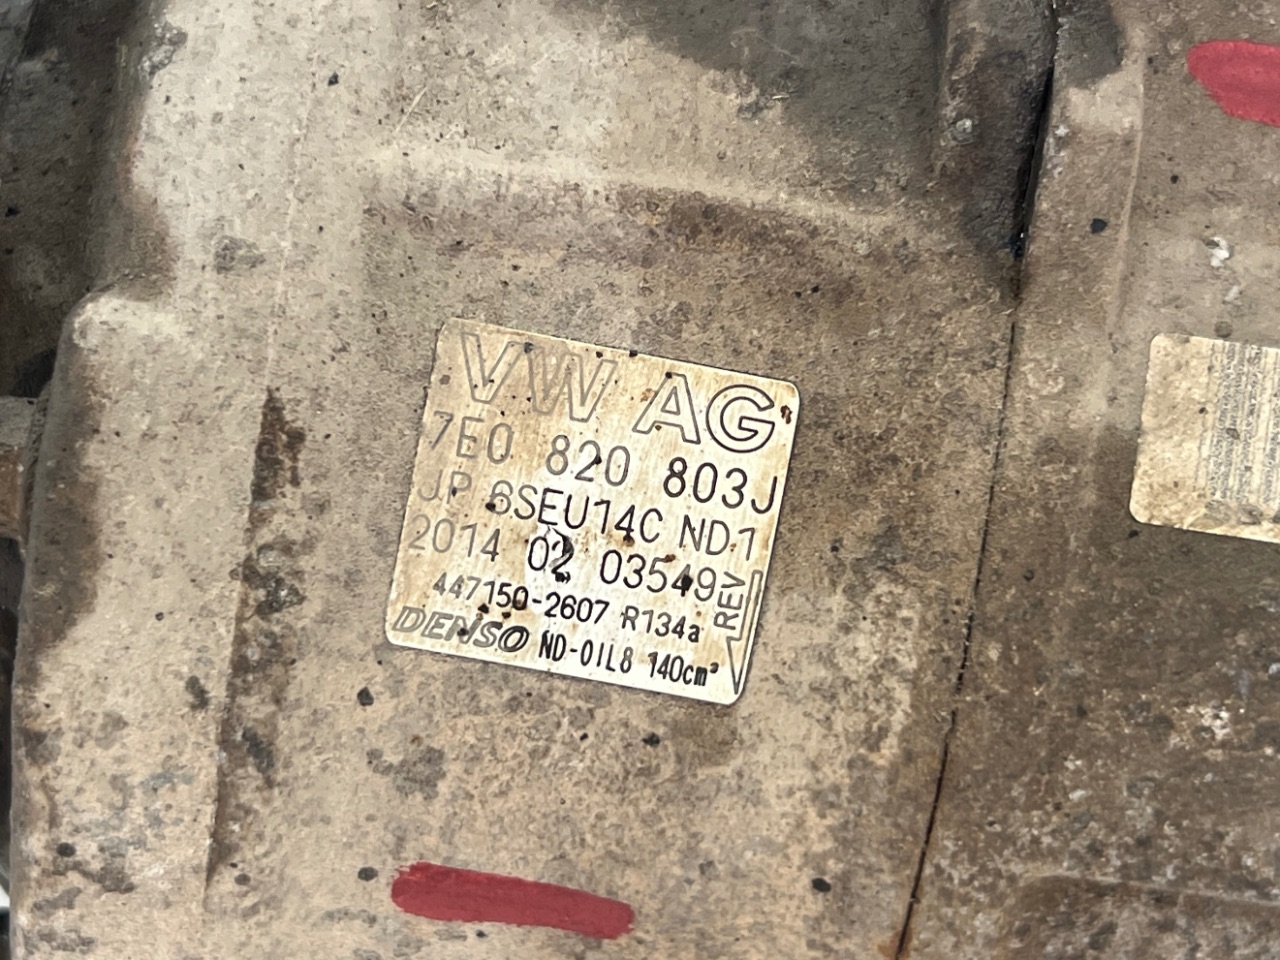 VW AG
7E0 820 803J
JP 6SEU14C ND1
2014 02 03549
447150-2607 R134a
REV
DENSO ND-OIL8 140cm³